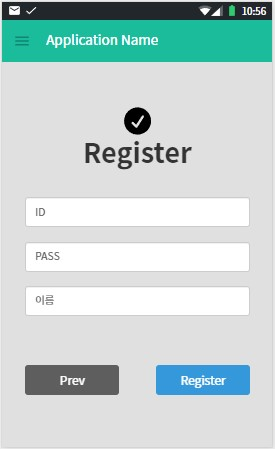 10:56
Application Name
Register
ID
PASS
이름
Prev
Register